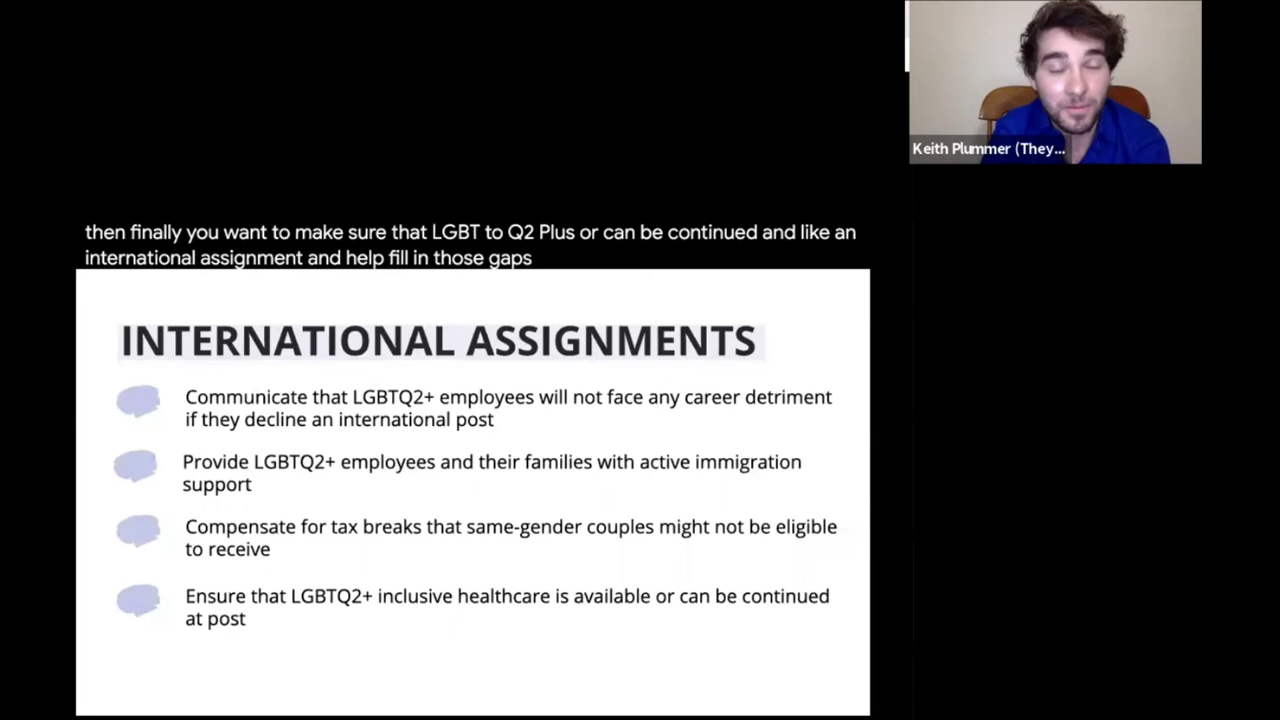 Keith Plummer (They...
then finally you want to make sure that LGBT to Q2 Plus or can be continued and like an
international assignment and help fill in those gaps
INTERNATIONAL ASSIGNMENTS
Communicate that LGBTQ2+ employees will not face any career detriment
if they decline an international post
Provide LGBTQ2+ employees and their families with active immigration
support
Compensate for tax breaks that same-gender couples might not be eligible
to receive
Ensure that LGBTQ2+ inclusive healthcare is available or can be continued
at post